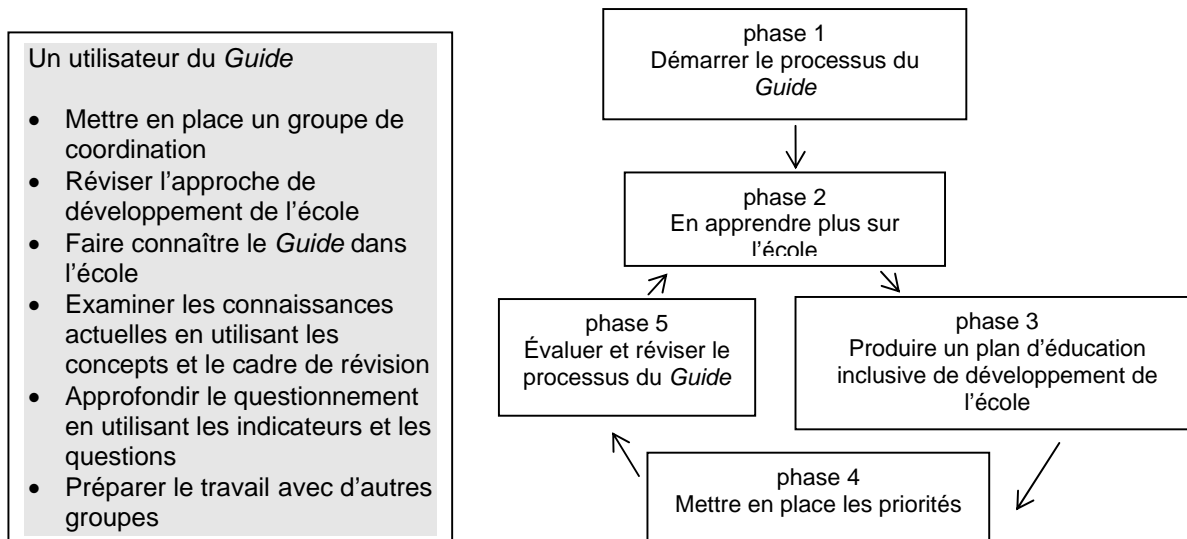 Un utilisateur du Guide
• Mettre en place un groupe de
coordination
• Réviser l'approche de
développement de l'école
• Faire connaître le Guide dans
l'école
• Examiner les connaissances
actuelles en utilisant les
concepts et le cadre de révision
• Approfondir le questionnement
en utilisant les indicateurs et les
questions
• Préparer le travail avec d'autres
groupes
phase 1
Démarrer le processus du
Guide
phase 2
En apprendre plus sur
l'école
phase 3
Produire un plan d'éducation
inclusive de développement de
l'école
phase 4
Mettre en place les priorités
phase 5
Évaluer et réviser le
processus du Guide